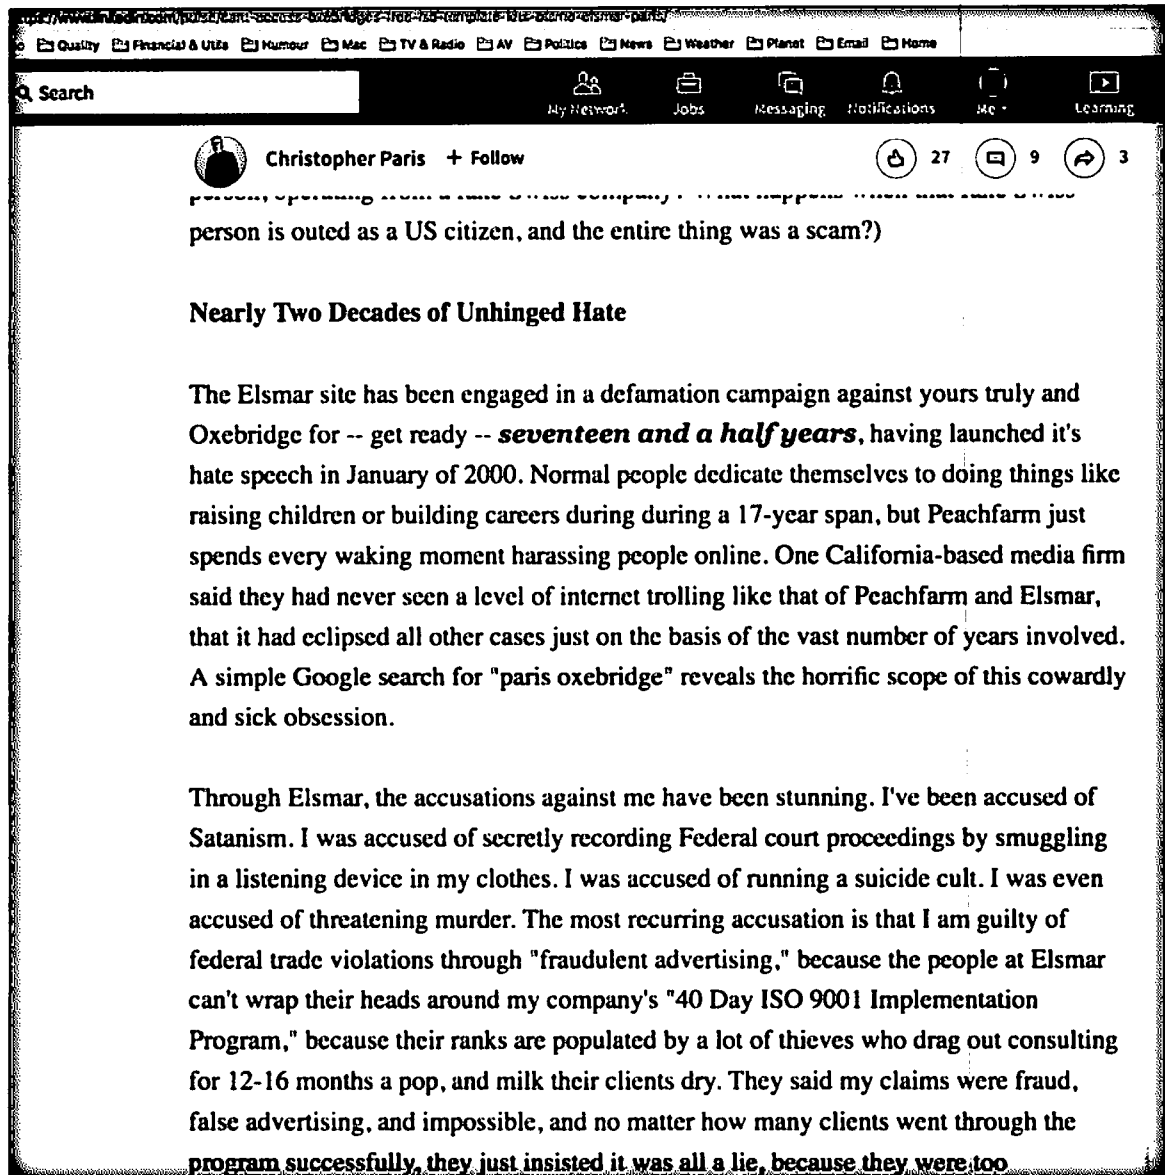 Quality Financial & Utils Humour Mac TV & Radio AV Politics News Weather Planet Email Home
Search
My Network Jobs Messaging Notifications Me Learning
Christopher Paris + Follow 27 9 3
person is outed as a US citizen, and the entire thing was a scam?)
Nearly Two Decades of Unhinged Hate
The Elsmar site has been engaged in a defamation campaign against yours truly and
Oxebridge for -- get ready -- seventeen and a half years, having launched it's
hate speech in January of 2000. Normal people dedicate themselves to doing things like
raising children or building careers during during a 17-year span, but Peachfarm just
spends every waking moment harassing people online. One California-based media firm
said they had never seen a level of internet trolling like that of Peachfarm and Elsmar,
that it had eclipsed all other cases just on the basis of the vast number of years involved.
A simple Google search for "paris oxebridge" reveals the horrific scope of this cowardly
and sick obsession.
Through Elsmar, the accusations against me have been stunning. I've been accused of
Satanism. I was accused of secretly recording Federal court proceedings by smuggling
in a listening device in my clothes. I was accused of running a suicide cult. I was even
accused of threatening murder. The most recurring accusation is that I am guilty of
federal trade violations through "fraudulent advertising," because the people at Elsmar
can't wrap their heads around my company's "40 Day ISO 9001 Implementation
Program," because their ranks are populated by a lot of thieves who drag out consulting
for 12-16 months a pop, and milk their clients dry. They said my claims were fraud,
false advertising, and impossible, and no matter how many clients went through the
program successfully, they just insisted it was all a lie, because they were too